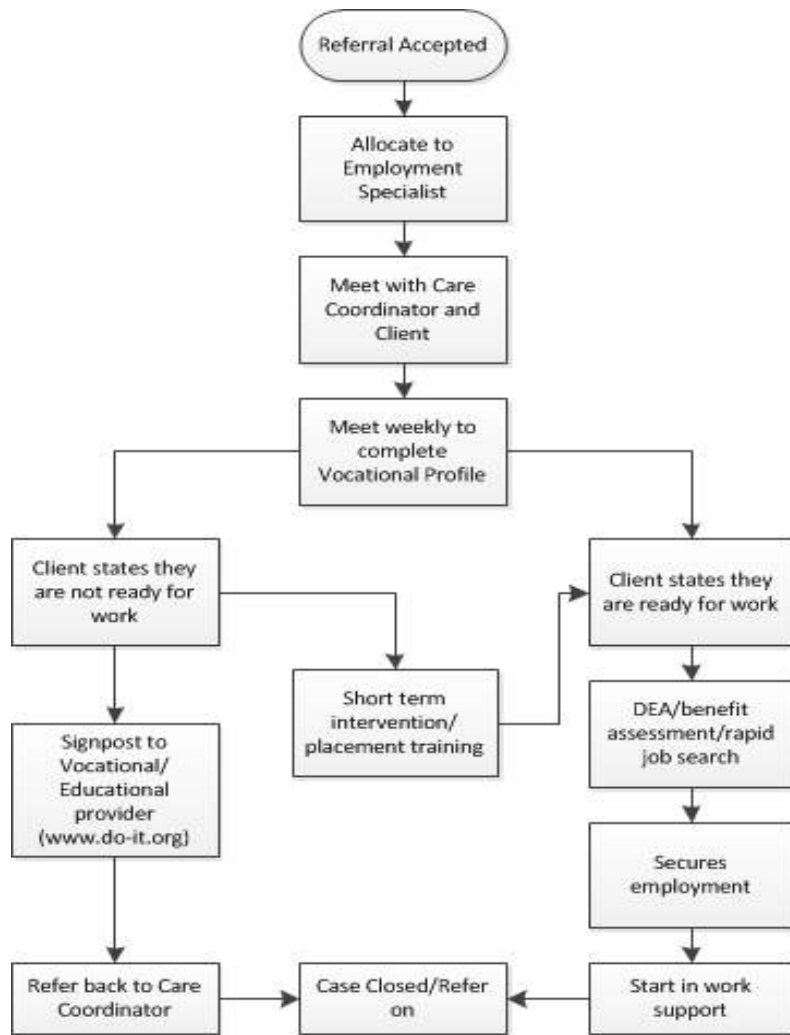 Referral Accepted
Allocate to
Employment
Specialist
Meet with Care
Coordinator and
Client
Meet weekly to
complete
Vocational Profile
Client states they
are not ready for
work
Client states they
are ready for work
Short term
intervention/
placement training
DEA/benefit
assessment/rapid
job search
Signpost to
Vocational/
Educational
provider
(www.do-it.org)
Secures
employment
Refer back to Care
Coordinator
Case Closed/Refer
on
Start in work
support